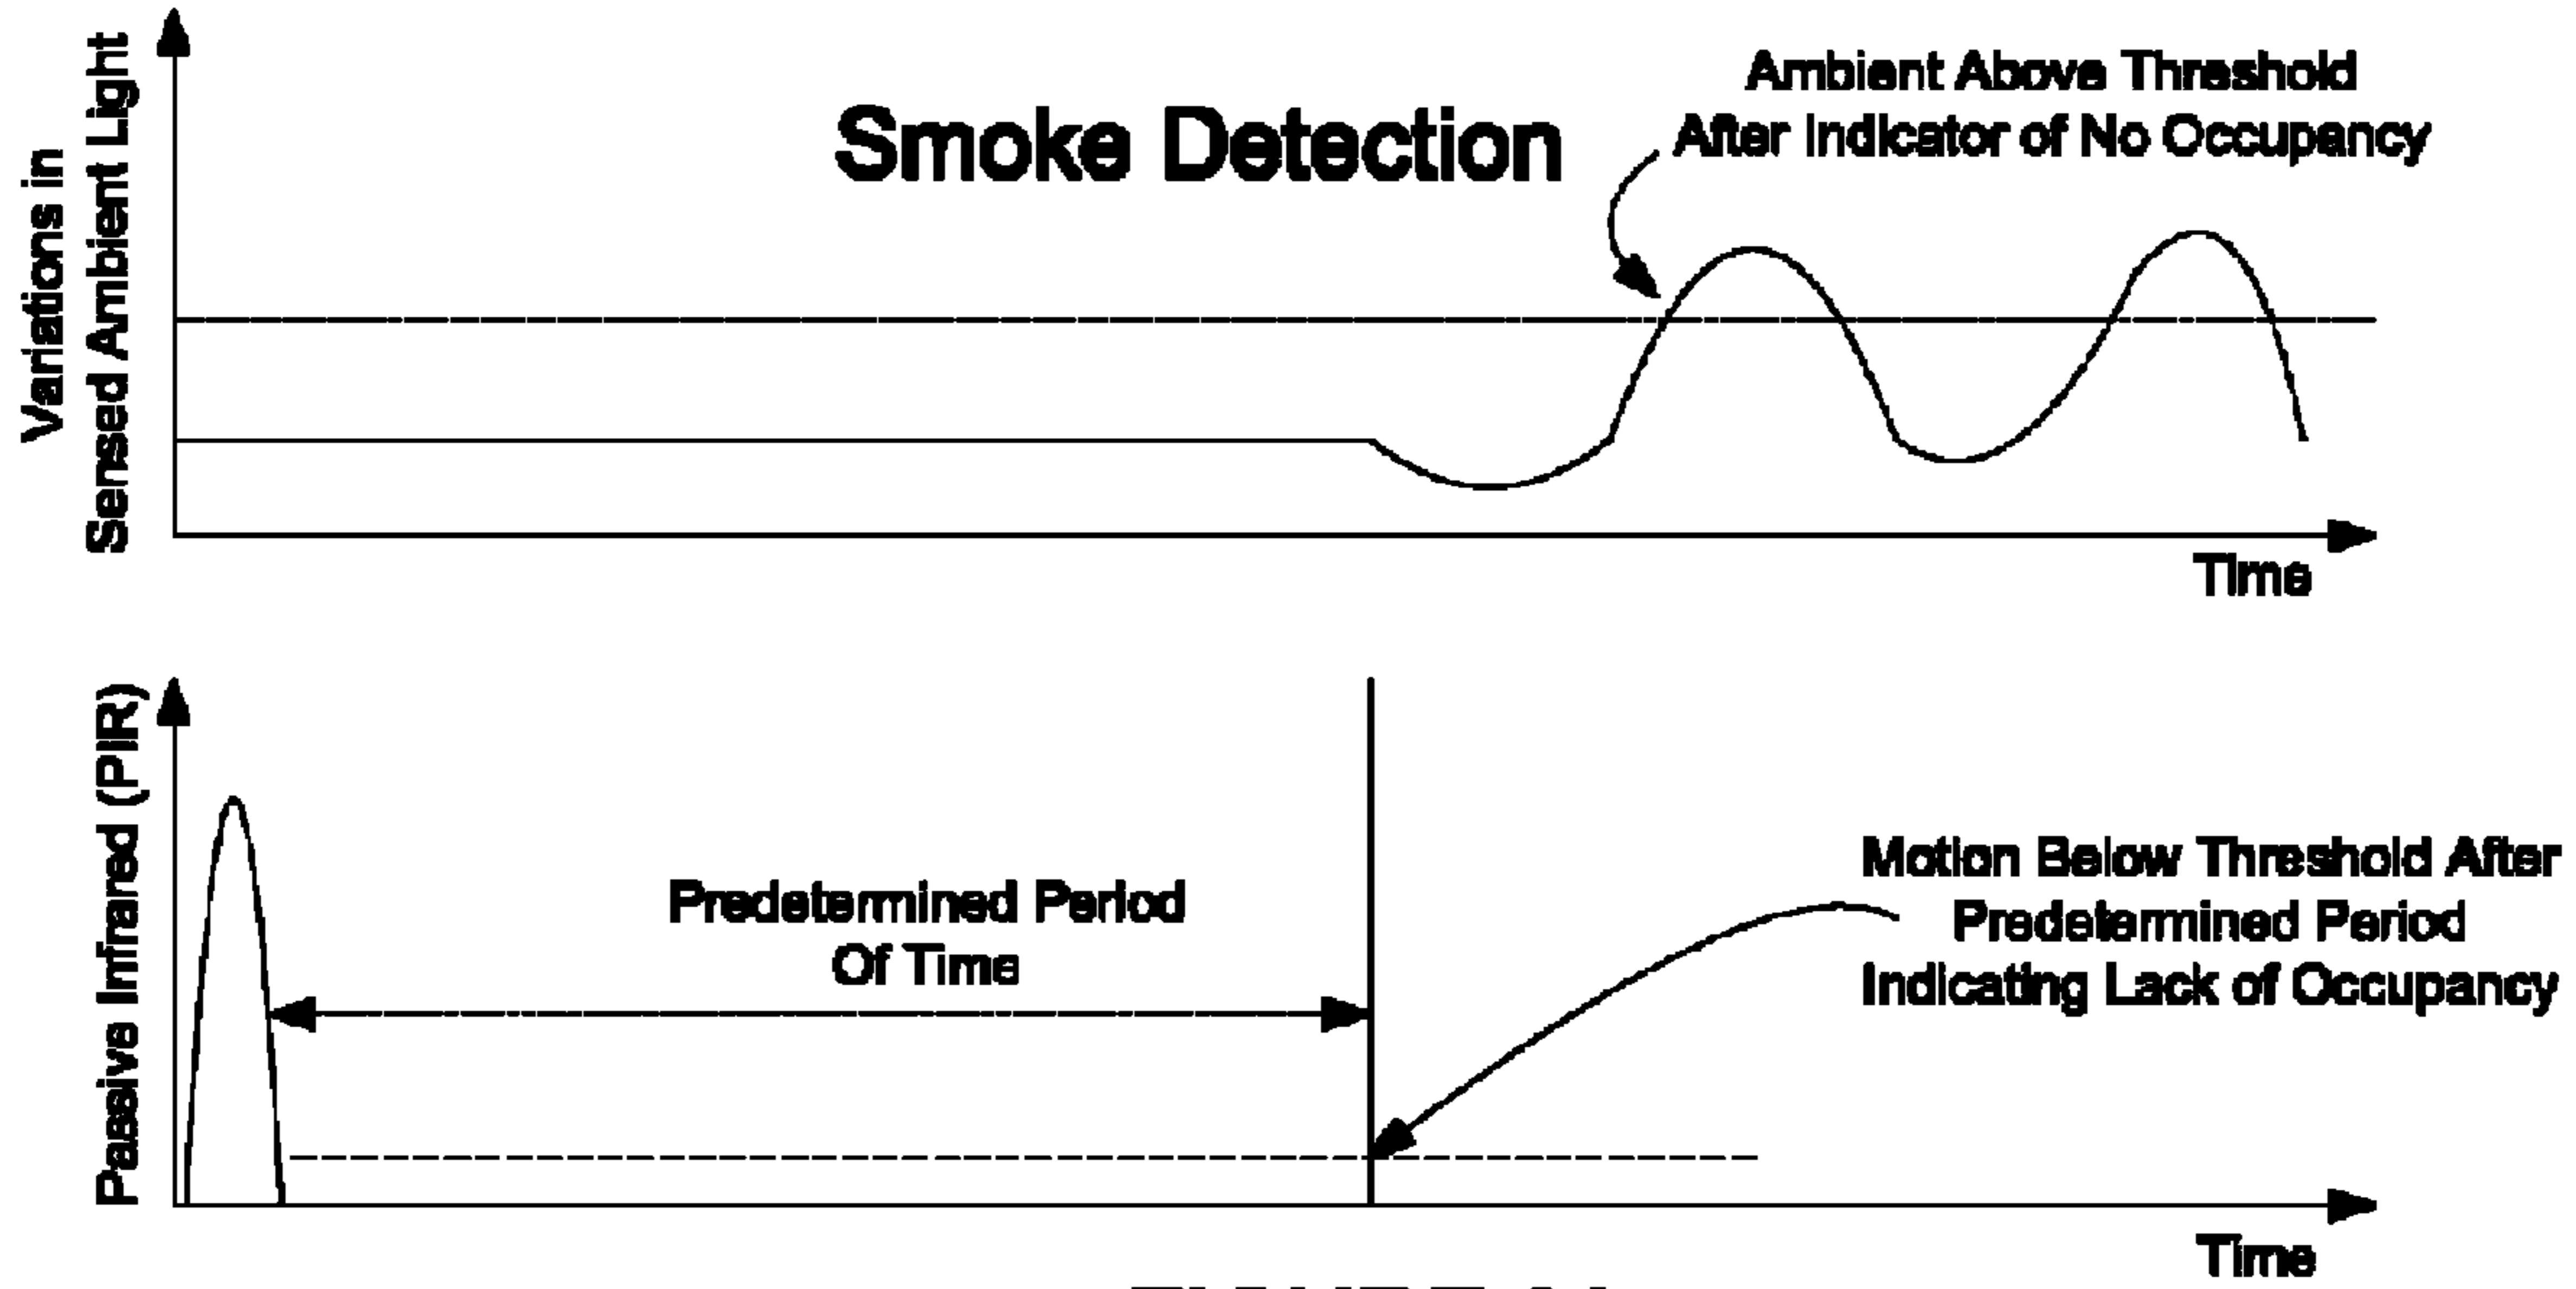 Variations in
Sensed Ambient Light
Smoke Detection
Ambient Above Threshold
After Indicator of No Occupancy
Time
Passive Infrared (PIR)
Predetermined Period
Of Time
Motion Below Threshold After
Predetermined Period
Indicating Lack of Occupancy
Time